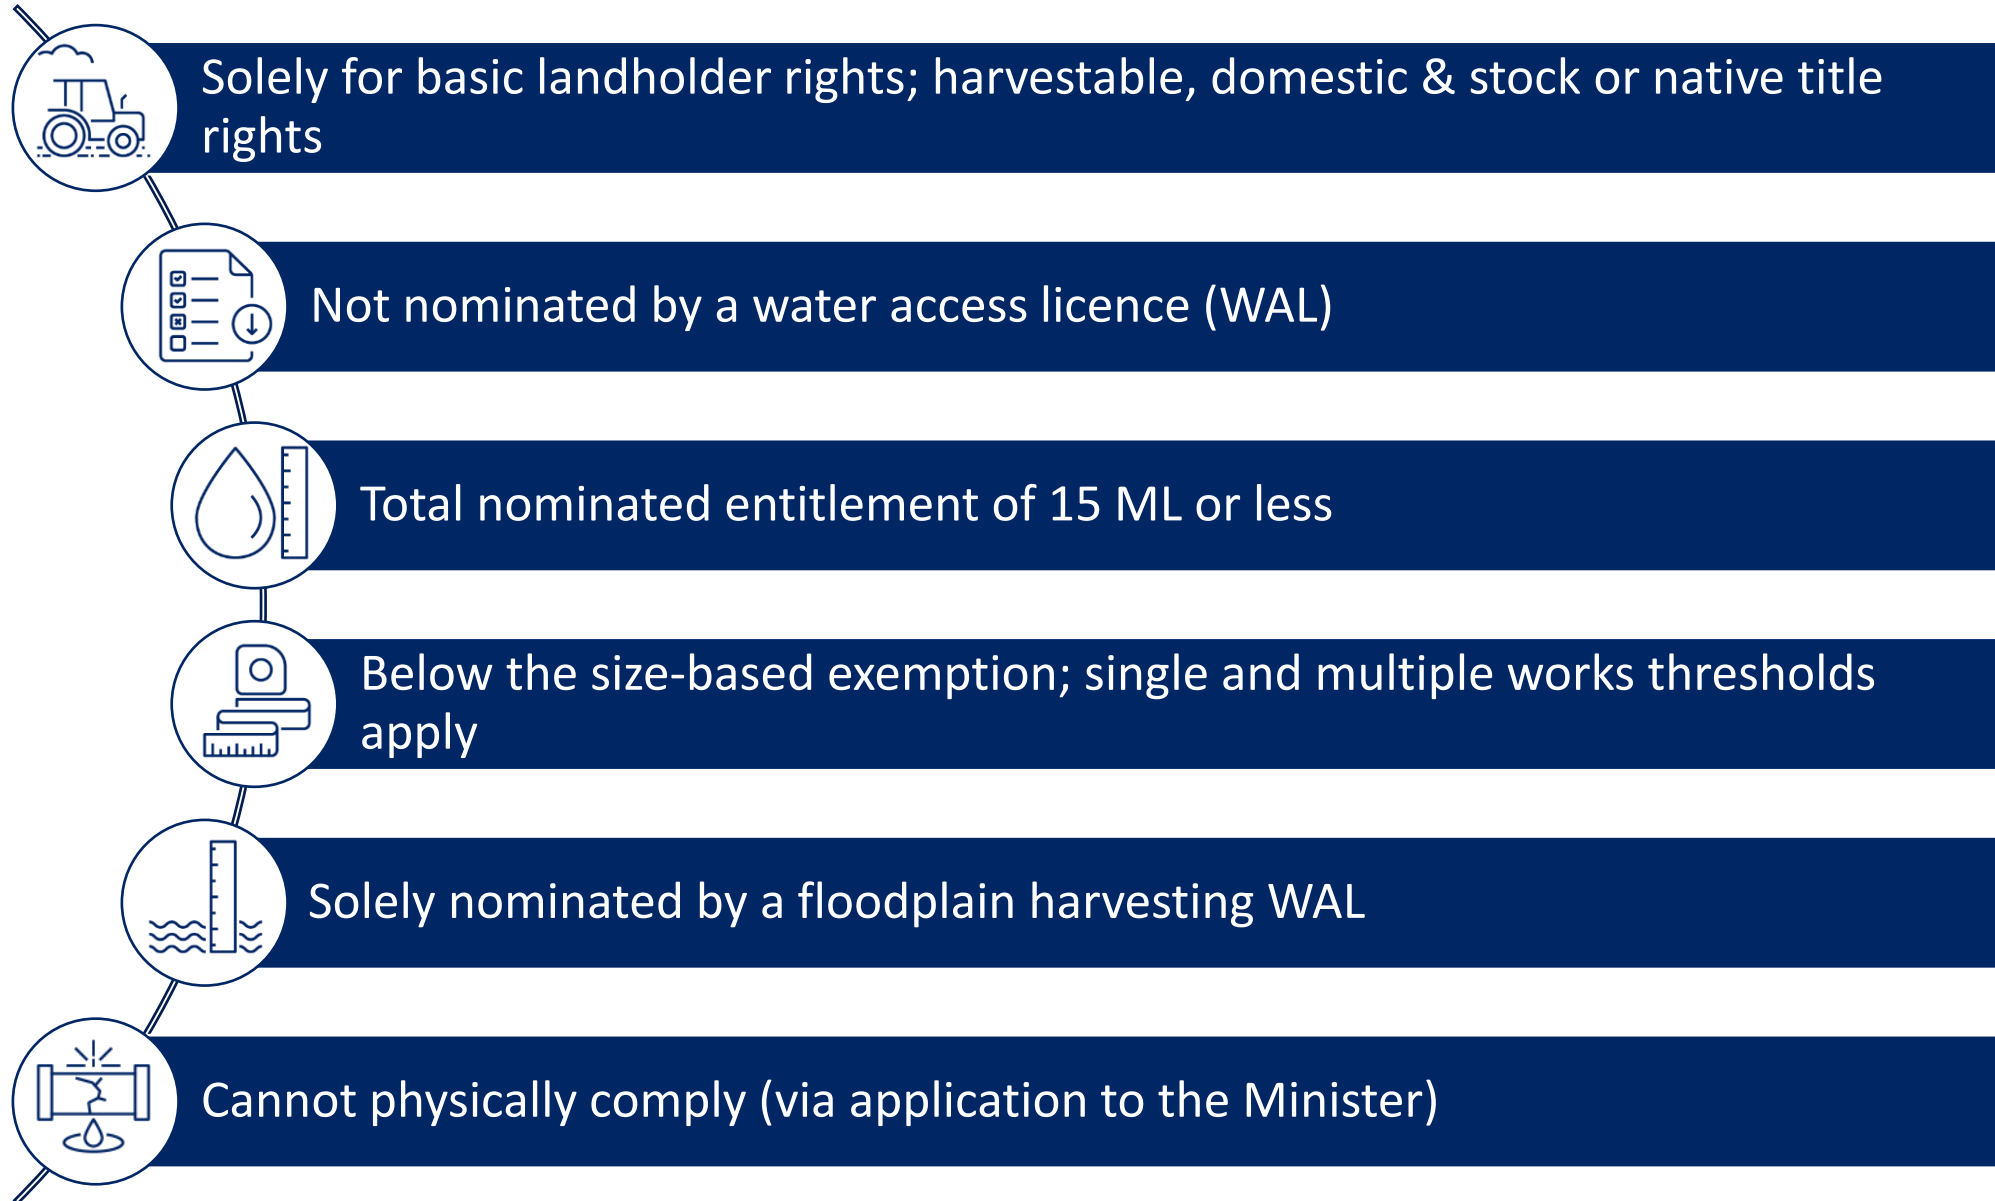 Solely for basic landholder rights; harvestable, domestic & stock or native title
rights
Not nominated by a water access licence (WAL)
Total nominated entitlement of 15 ML or less
Below the size-based exemption; single and multiple works thresholds
apply
Solely nominated by a floodplain harvesting WAL
Cannot physically comply (via application to the Minister)